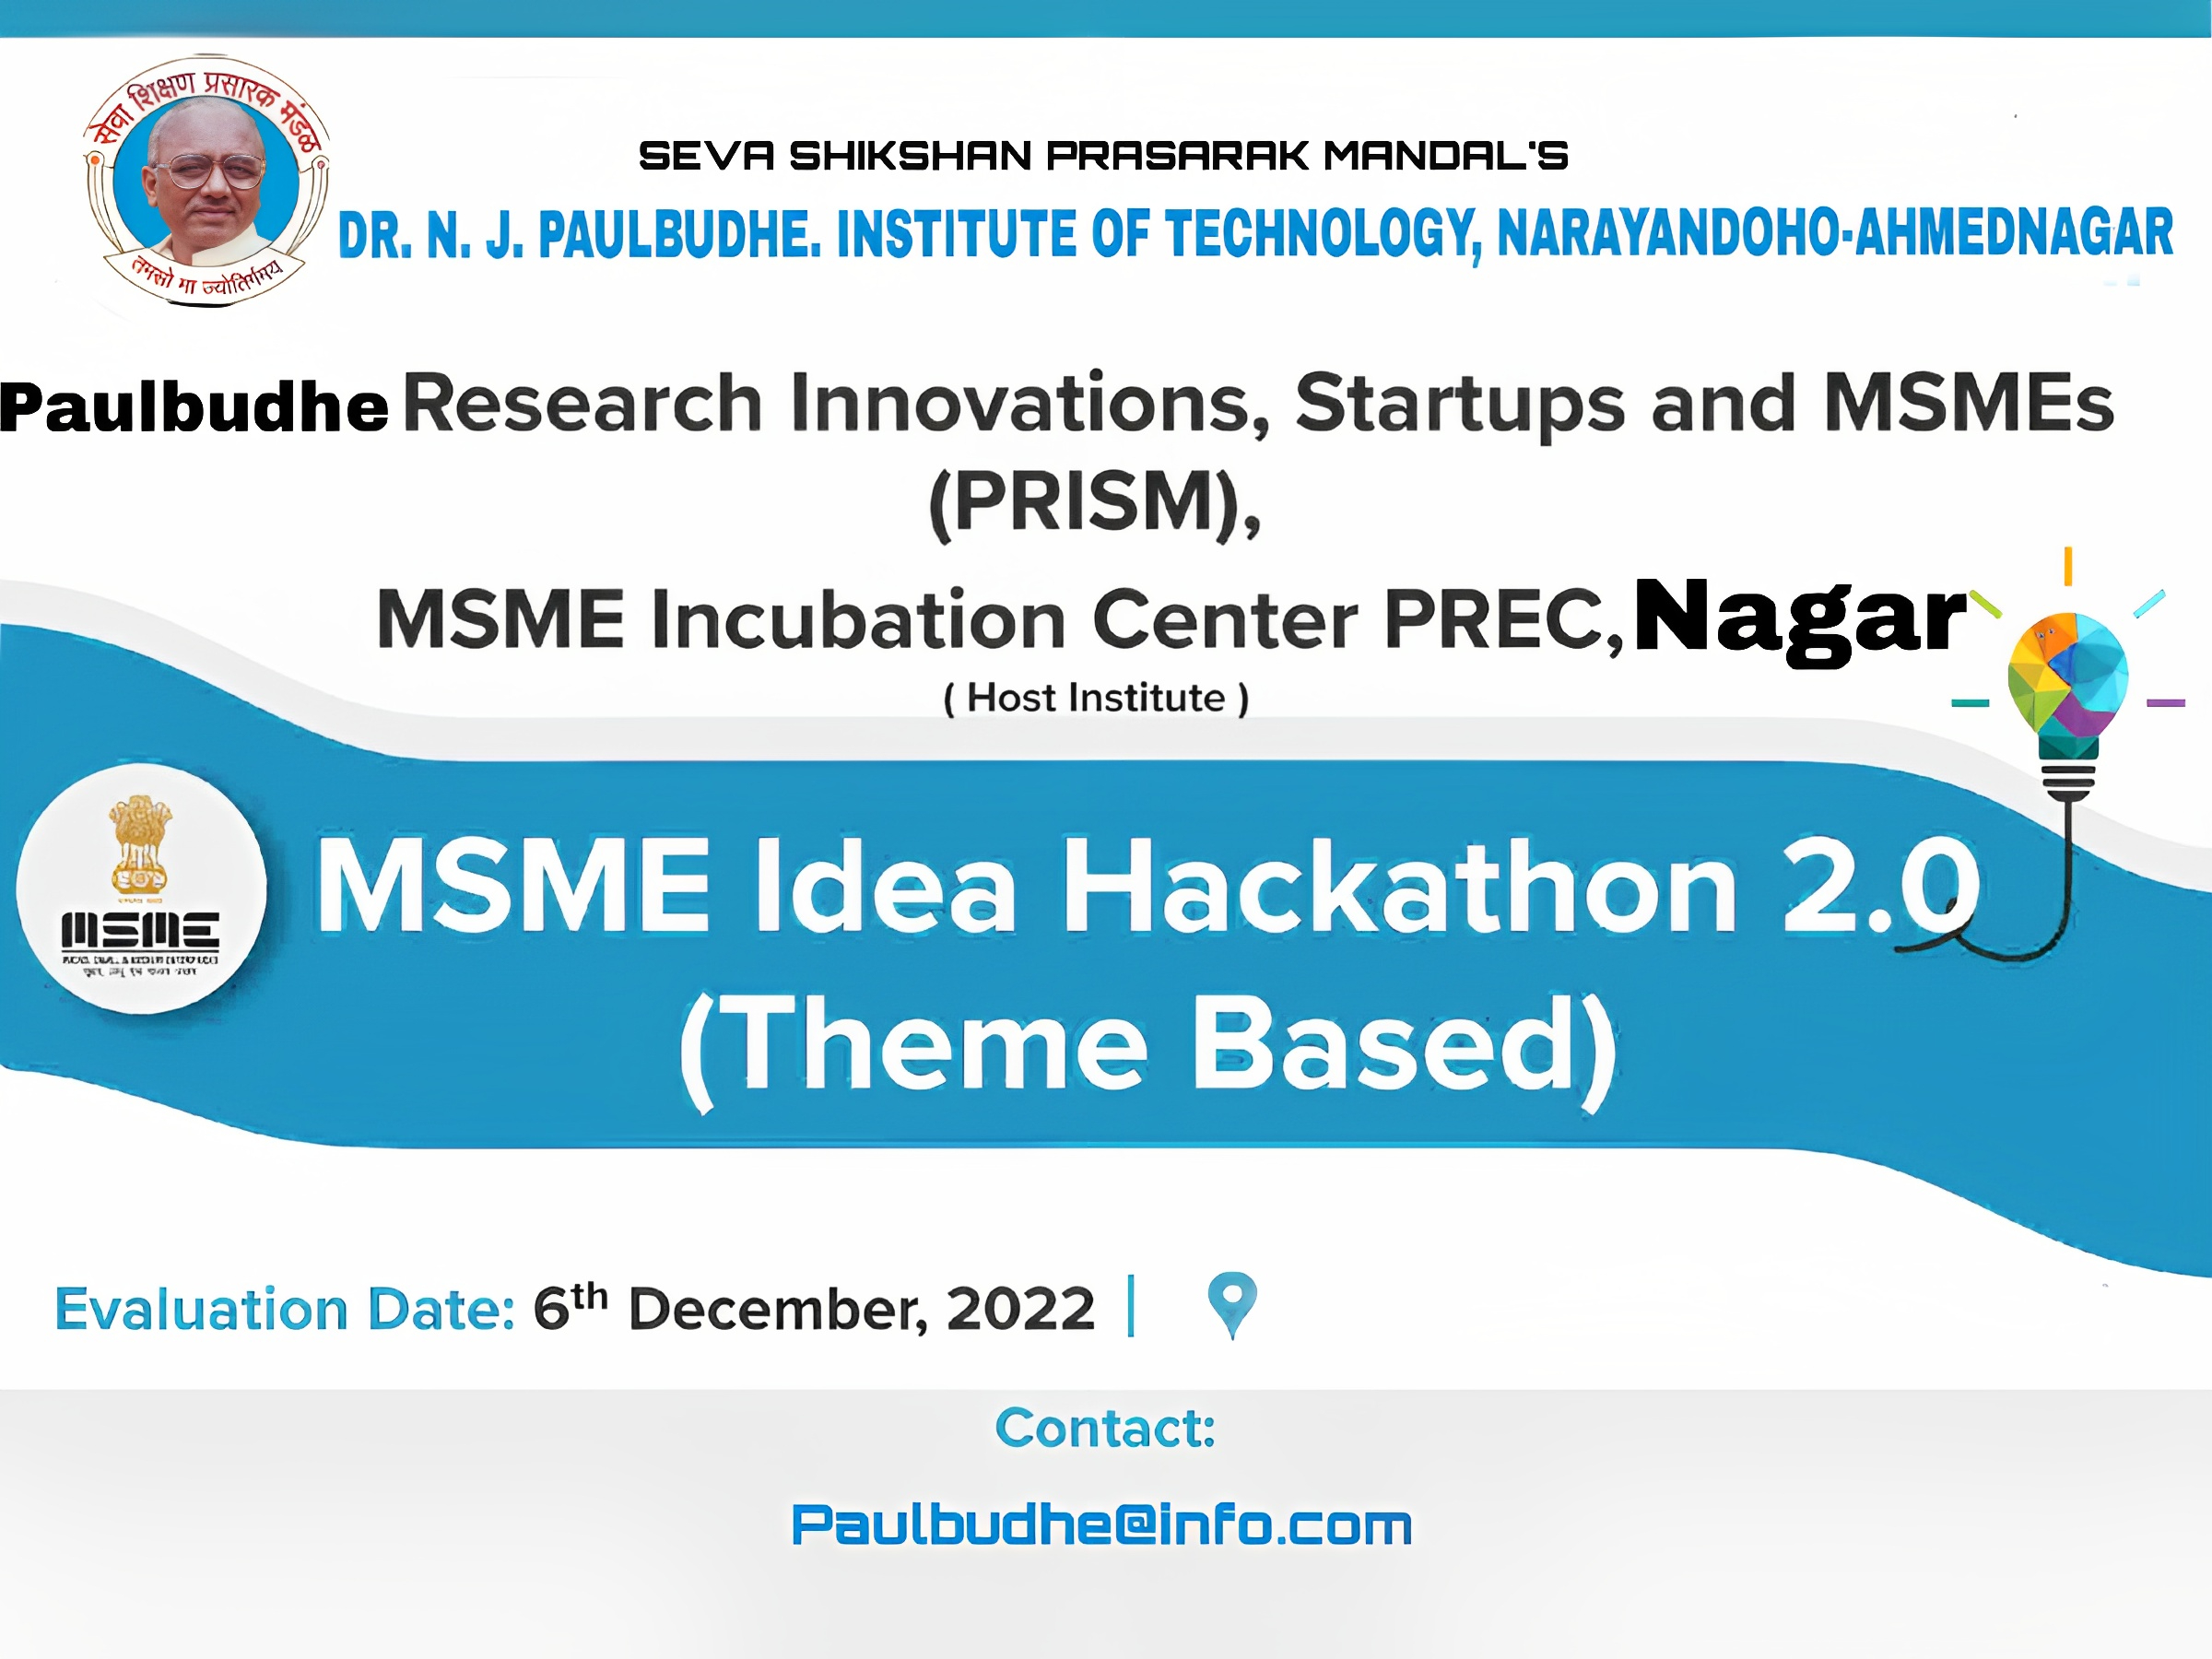 सेवा शिक्षण प्रसारक मंडळ
तमसो मा ज्योतिर्गमय
SEVA SHIKSHAN PRASARAK MANDAL'S
DR. N. J. PAULBUDHE. INSTITUTE OF TECHNOLOGY, NARAYANDOHO-AHMEDNAGAR
Paulbudhe Research Innovations, Startups and MSMEs
(PRISM),
MSME Incubation Center PREC, Nagar
( Host Institute )
MSME
MSME Idea Hackathon 2.0
(Theme Based)
Evaluation Date: 6th December, 2022 |
Contact:
Paulbudhe@info.com